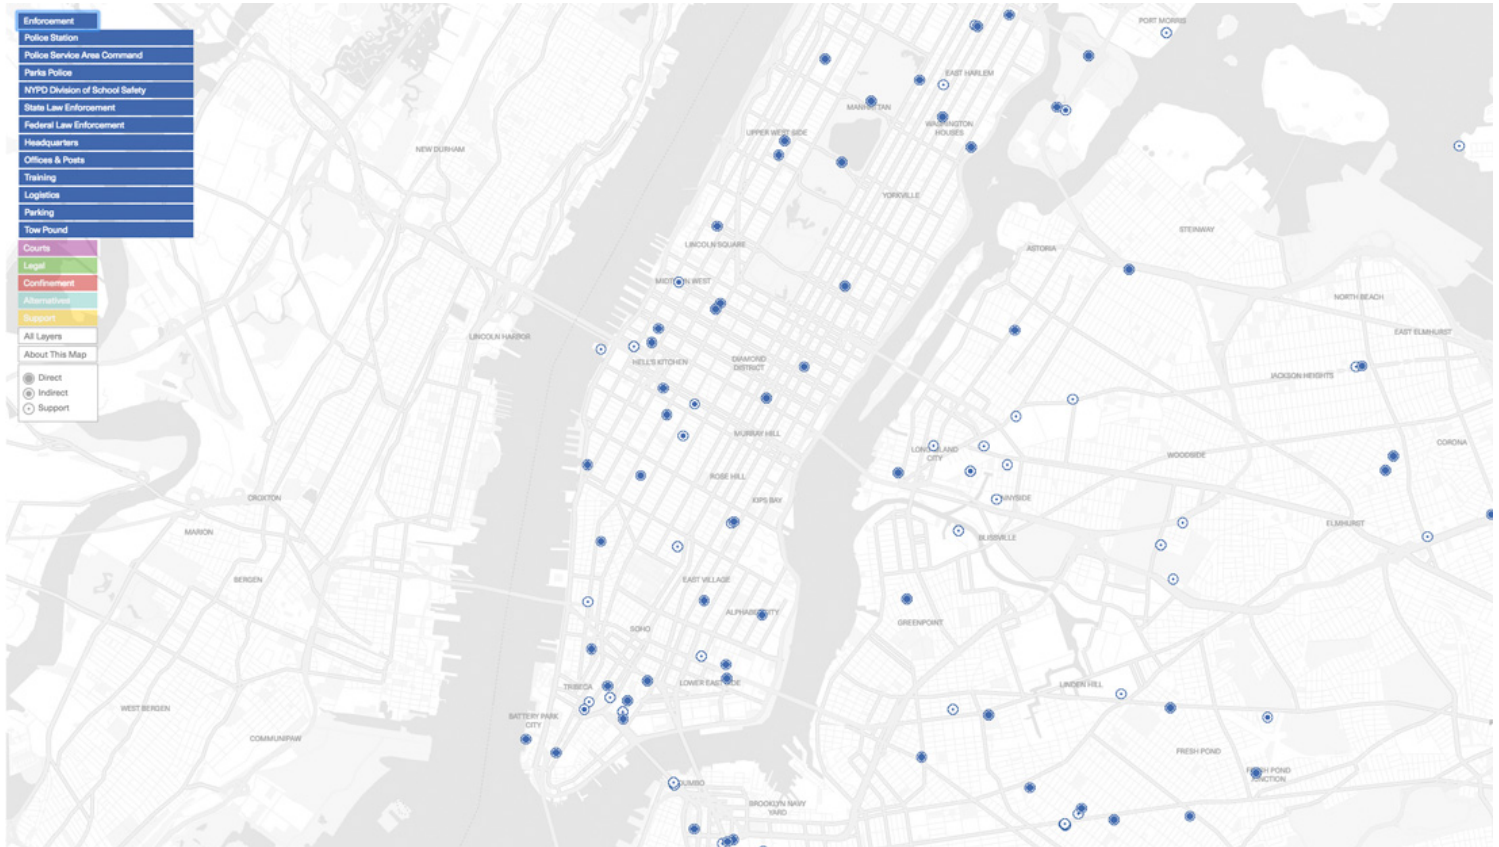 Enforcement
Police Station
Police Service Area Command
Parks Police
NYPD Division of School Safety
State Law Enforcement
Federal Law Enforcement
Headquarters
Offices & Posts
Training
Logistics
Parking
Tow Pound
Courts
Legal
Confinement
Alternatives
Support
All Layers
About This Map
Direct
Indirect
Support
PORT MORRIS
EAST HARLEM
MANHATTAN
WASHINGTON
HOUSES
UPPER WEST SIDE
NEW DURHAM
YORKVILLE
STEINWAY
LINCOLN SQUARE
ASTORIA
MIDTOWN WEST
NORTH BEACH
LINCOLN HARBOR
EAST ELMHURST
HELL'S KITCHEN
DIAMOND
DISTRICT
JACKSON HEIGHTS
MURRAY HILL
CORONA
LONG ISLAND
CITY
WOODSIDE
ROSE HILL
CROXTON
KIPS BAY
SUNNYSIDE
ELMHURST
MARION
BLISSVILLE
BERGEN
EAST VILLAGE
ALPHABET CITY
GREENPOINT
SOHO
TRIBECA
LOWER EAST SIDE
LINDEN HILL
WEST BERGEN
BATTERY PARK
CITY
COMMUNIPAW
FRESH POND
FRESH POND
JUNCTION
DUMBO
BROOKLYN NAVY
YARD